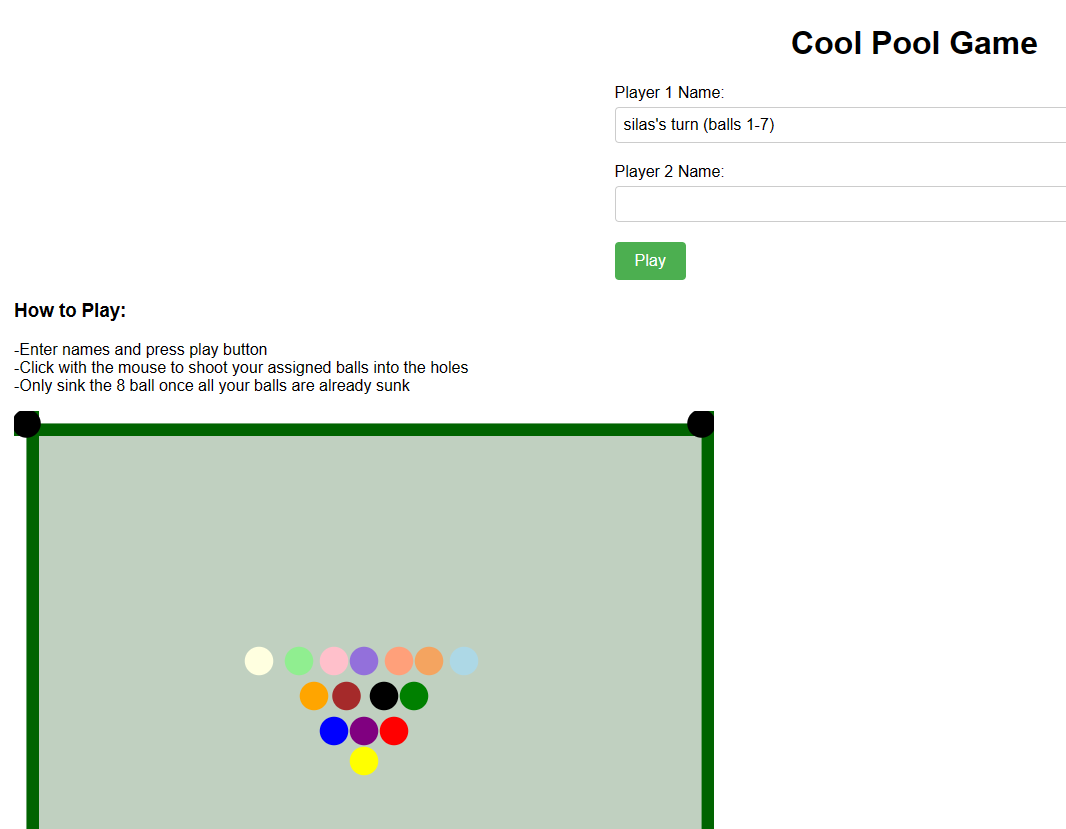 Cool Pool Game
Player 1 Name:
silas's turn (balls 1-7)
Player 2 Name:
Play
How to Play:
-Enter names and press play button
-Click with the mouse to shoot your assigned balls into the holes
-Only sink the 8 ball once all your balls are already sunk